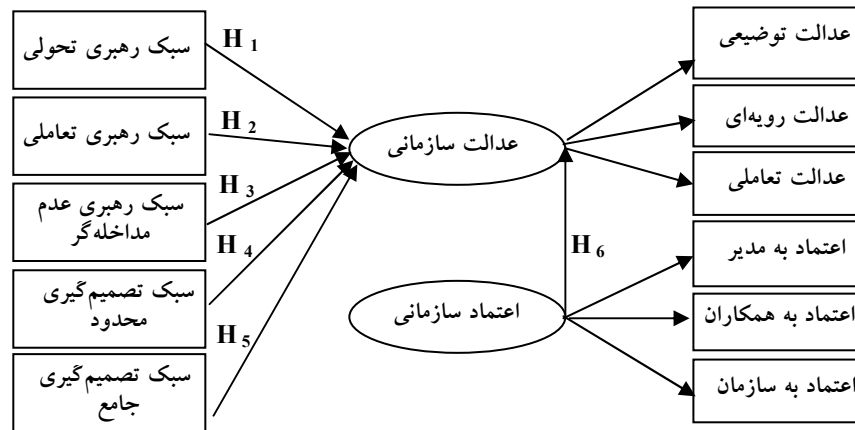 سبک رهبری تحولی
سبک رهبری تعاملی
سبک رهبری عدم
مداخله‌گر
سبک تصمیم‌گیری
محدود
سبک تصمیم‌گیری
جامع
H 1
H 2
H 3
H 4
H 5
عدالت سازمانی
H 6
اعتماد سازمانی
عدالت توضیعی
عدالت رویه‌ای
عدالت تعاملی
اعتماد به مدیر
اعتماد به همکاران
اعتماد به سازمان